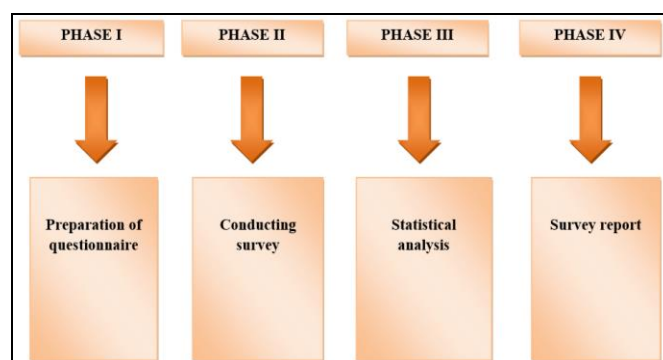 PHASE I
PHASE II
PHASE III
PHASE IV
Preparation of
questionnaire
Conducting
survey
Statistical
analysis
Survey report